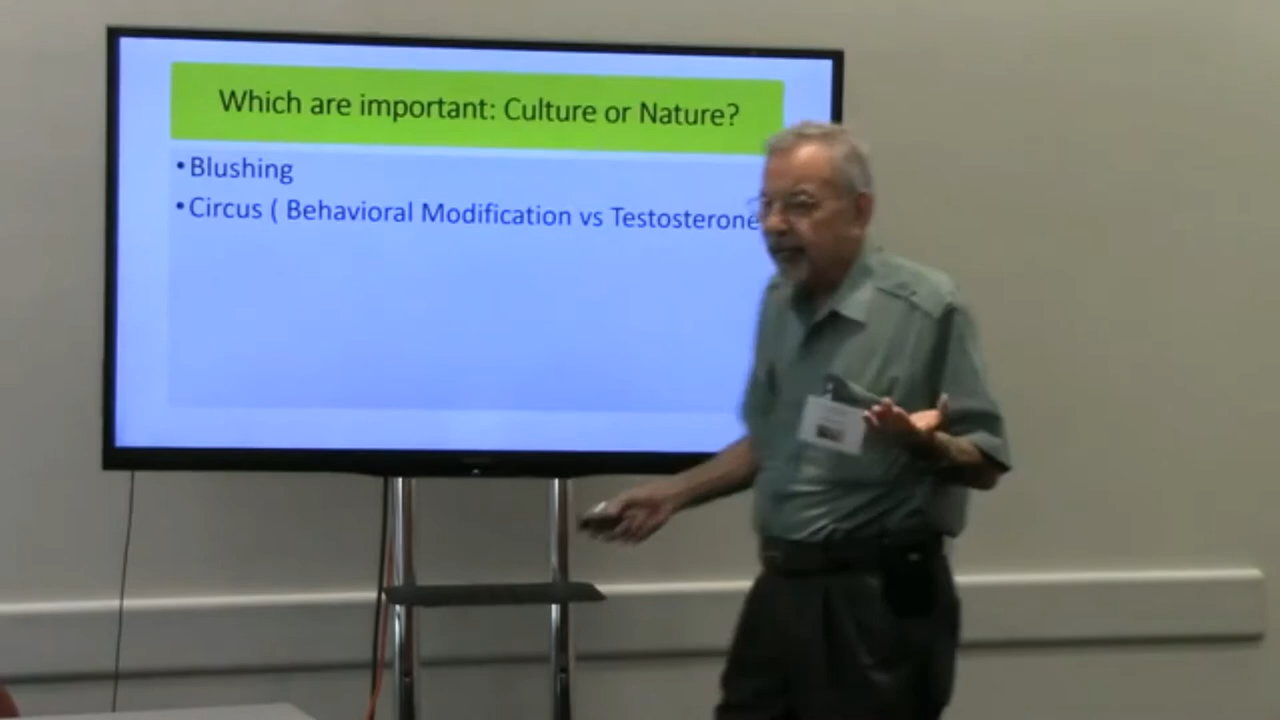 Which are important: Culture or Nature?
•Blushing
•Circus ( Behavioral Modification vs Testosterone